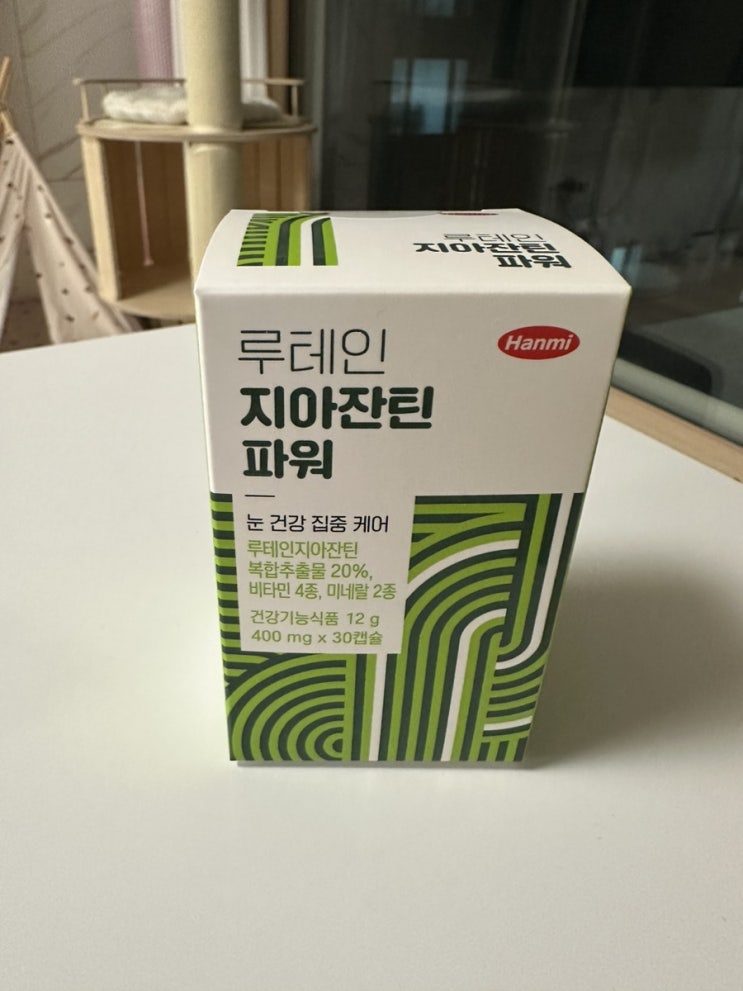 루테인
지아잔틴
파워
Hanmi
루테인
지아잔틴
파워
눈 건강 집중 케어
루테인지아잔틴
복합추출물 20%,
비타민 4종, 미네랄 2종
건강기능식품 12 g
400 mg x 30캡슐